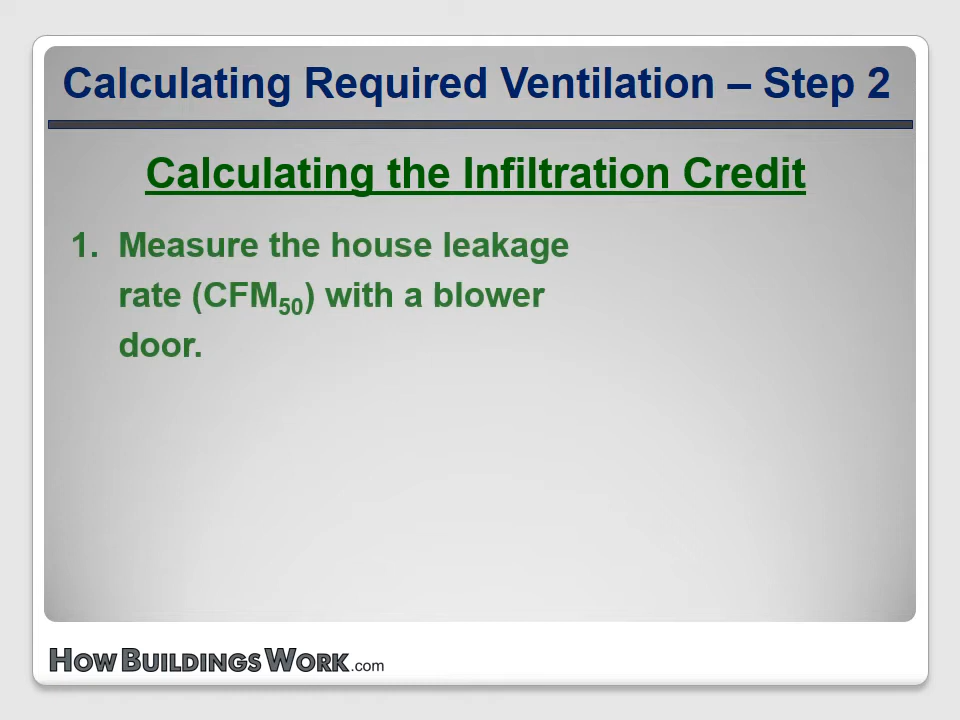 Calculating Required Ventilation – Step 2
Calculating the Infiltration Credit
1. Measure the house leakage
rate (CFM50) with a blower
door.
HOWBUILDINGSWORK.com